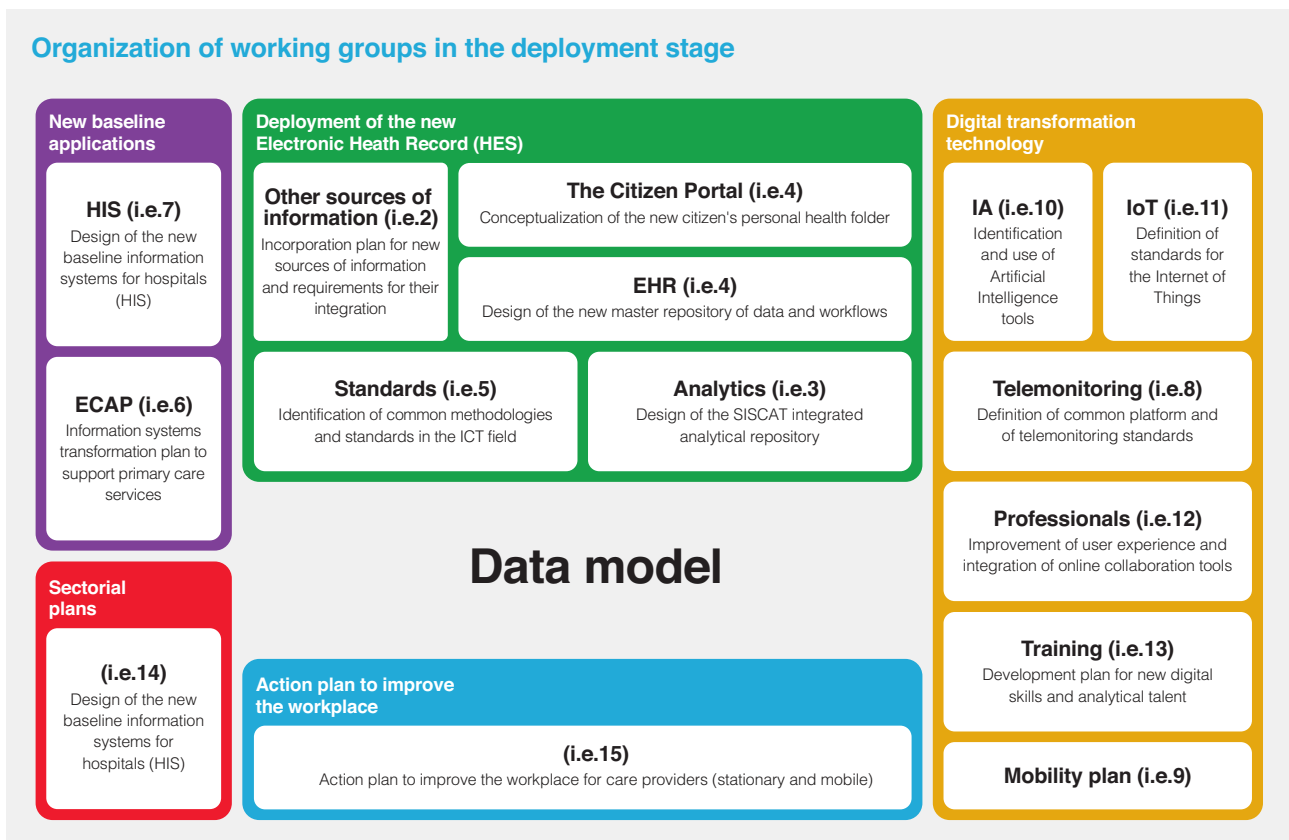 Organization of working groups in the deployment stage
New baseline
applications
HIS (i.e.7)
Design of the new
baseline information
systems for hospitals
(HIS)
ECAP (i.e.6)
Information systems
transformation plan to
support primary care
services
Sectorial
plans
(i.e.14)
Design of the new
baseline information
systems for
hospitals (HIS)
Deployment of the new
Electronic Heath Record (HES)
Other sources of
information (i.e.2)
Incorporation plan for new
sources of information
and requirements for their
integration
The Citizen Portal (i.e.4)
Conceptualization of the new citizen's personal health folder
EHR (i.e.4)
Design of the new master repository of data and workflows
Standards (i.e.5)
Identification of common methodologies
and standards in the ICT field
Analytics (i.e.3)
Design of the SISCAT integrated
analytical repository
Data model
Action plan to improve
the workplace
(i.e.15)
Action plan to improve the workplace for care providers (stationary and mobile)
Digital transformation
technology
IA (i.e.10)
Identification
and use of
Artificial
Intelligence
tools
IoT (i.e.11)
Definition of
standards for
the Internet of
Things
Telemonitoring (i.e.8)
Definition of common platform and
of telemonitoring standards
Professionals (i.e.12)
Improvement of user experience and
integration of online collaboration tools
Training (i.e.13)
Development plan for new digital
skills and analytical talent
Mobility plan (i.e.9)